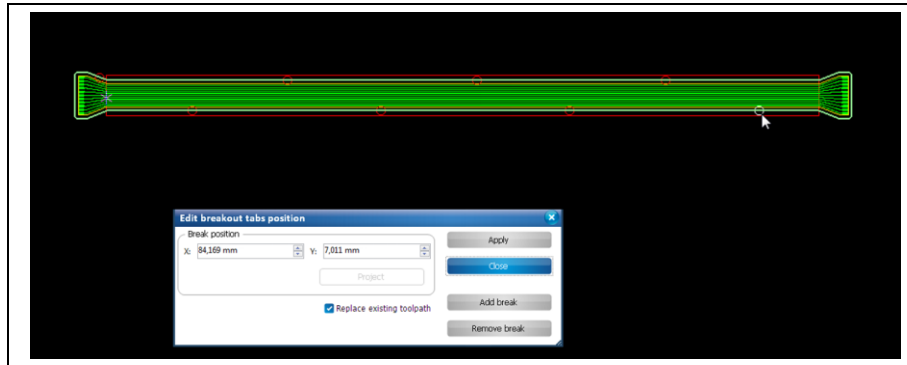 Edit breakout tabs position
Break position
X: 84,169 mm Y: 7,011 mm
Project
Replace existing toolpath
Apply
Close
Add break
Remove break